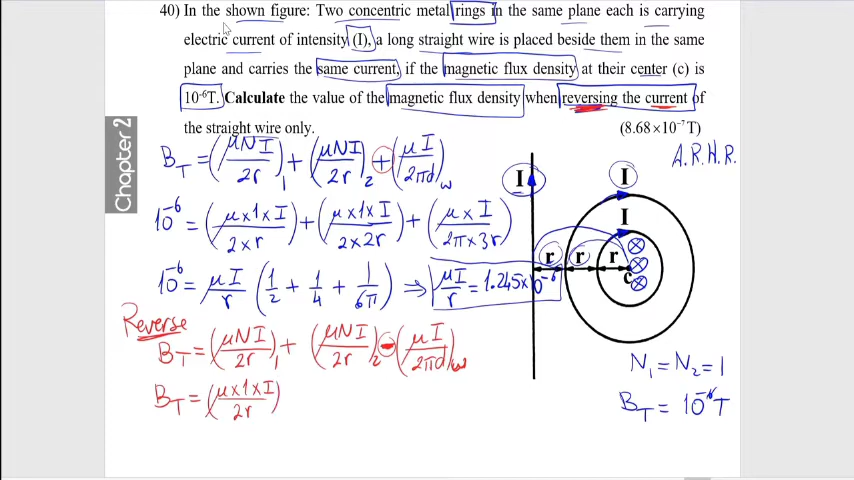 40) In the shown figure: Two concentric metal rings in the same plane each is carrying
electric current of intensity (I), a long straight wire is placed beside them in the same
plane and carries the same current, if the magnetic flux density at their center (c) is
10⁻⁶T. Calculate the value of the magnetic flux density when reversing the current of
the straight wire only. (8.68×10⁻⁷T)
Chapter 2
B_T = (μNI/2r)₁ + (μNI/2r)₂ + (μI/2πd)_w
A.R.H.R.
I I
I
10⁻⁶ = (μ×1×I/2×r) + (μ×1×I/2×2r) + (μ×I/2π×3r)
r r r
c
10⁻⁶ = μI/r (1/2 + 1/4 + 1/6π) ⇒ μI/r = 1.245×10⁻⁶
Reverse
B_T = (μNI/2r)₁ + (μNI/2r)₂ - (μI/2πd)_w
N₁ = N₂ = 1
B_T = (μ×1×I/2r)
B_T = 10⁻⁶ T